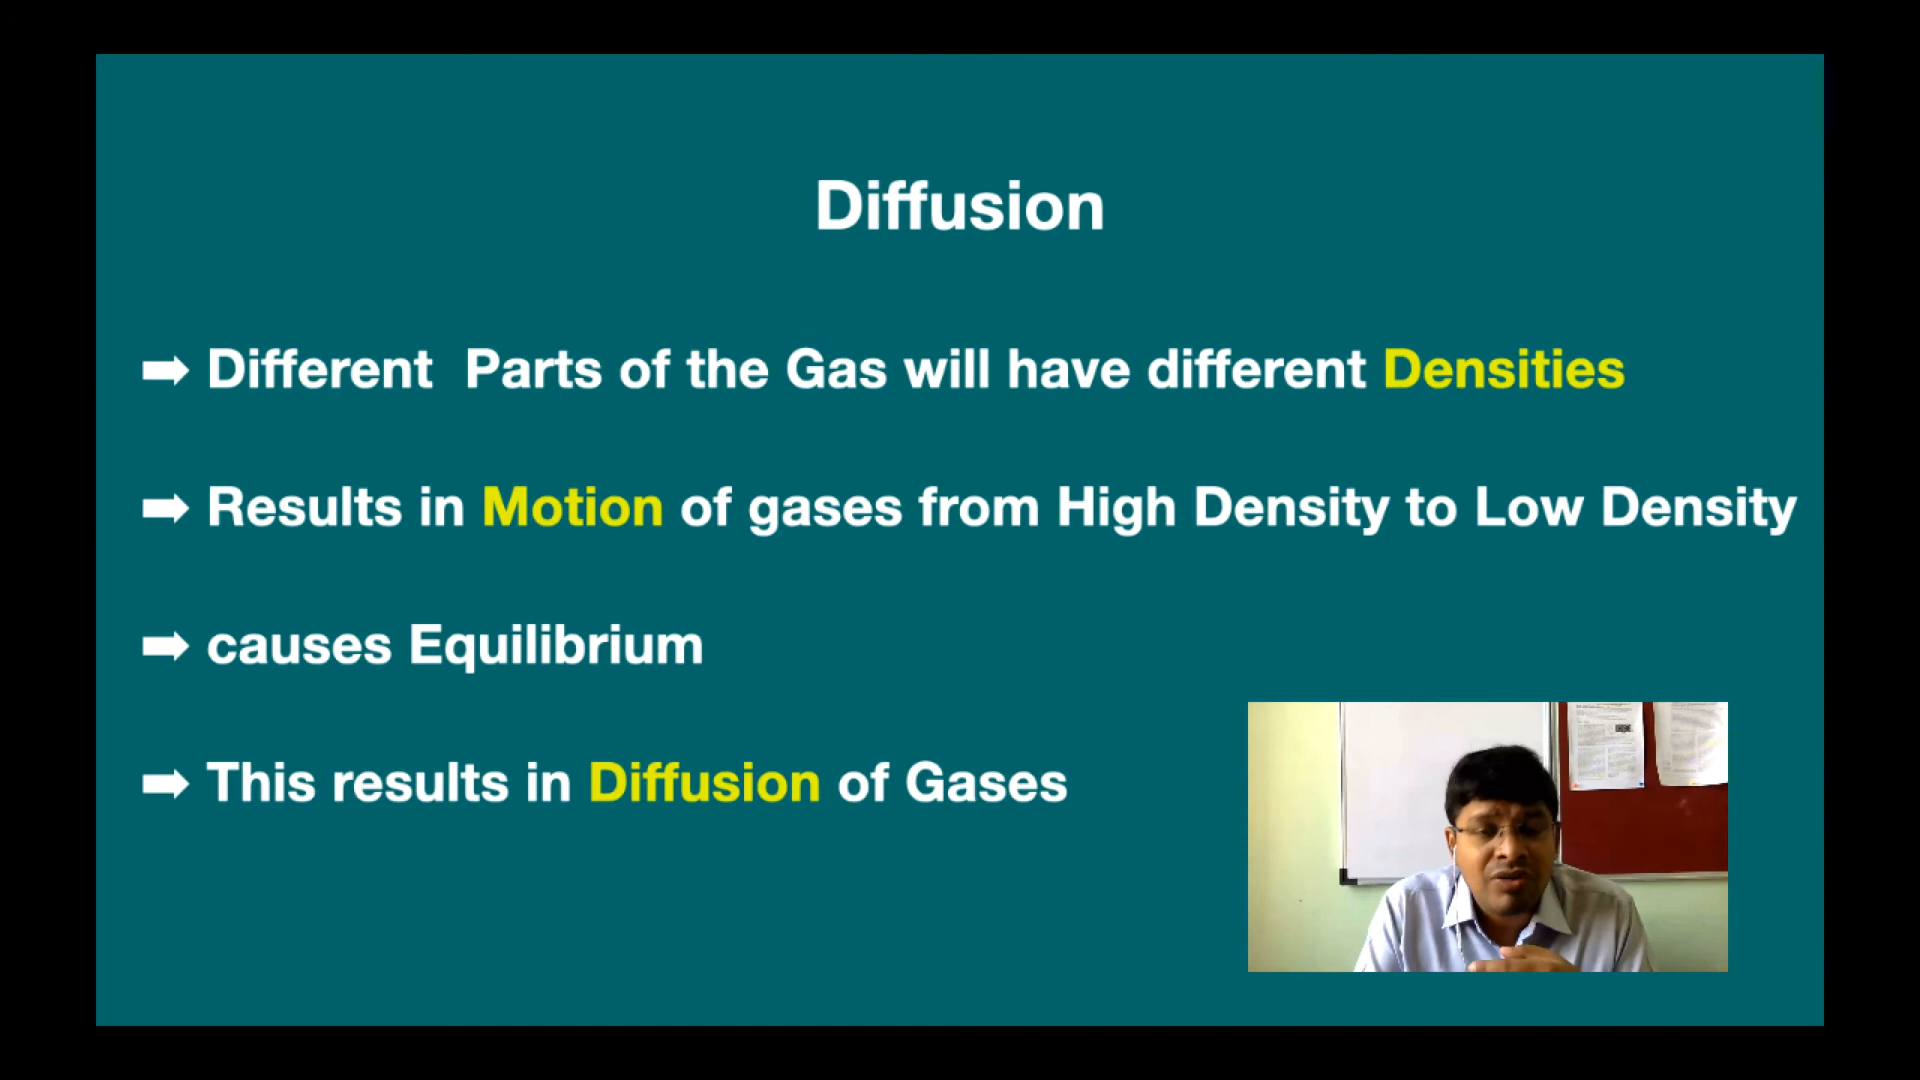 Diffusion
➡ Different Parts of the Gas will have different Densities
➡ Results in Motion of gases from High Density to Low Density
➡ causes Equilibrium
➡ This results in Diffusion of Gases